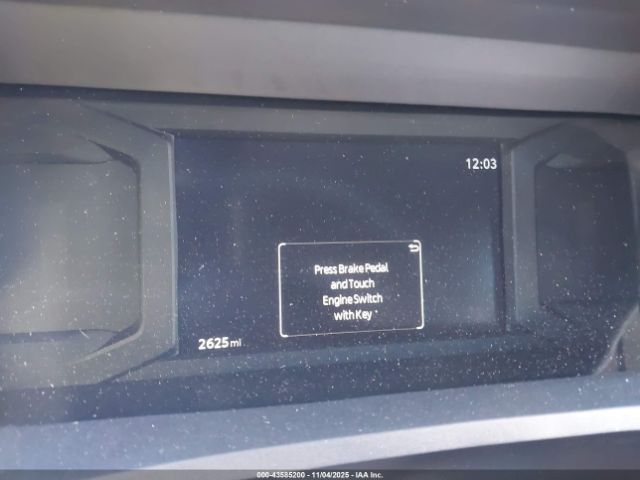 12:03
Press Brake Pedal
and Touch
Engine Switch
with Key
2625 mi
000-43585200 - 11/04/2025 - IAA Inc.